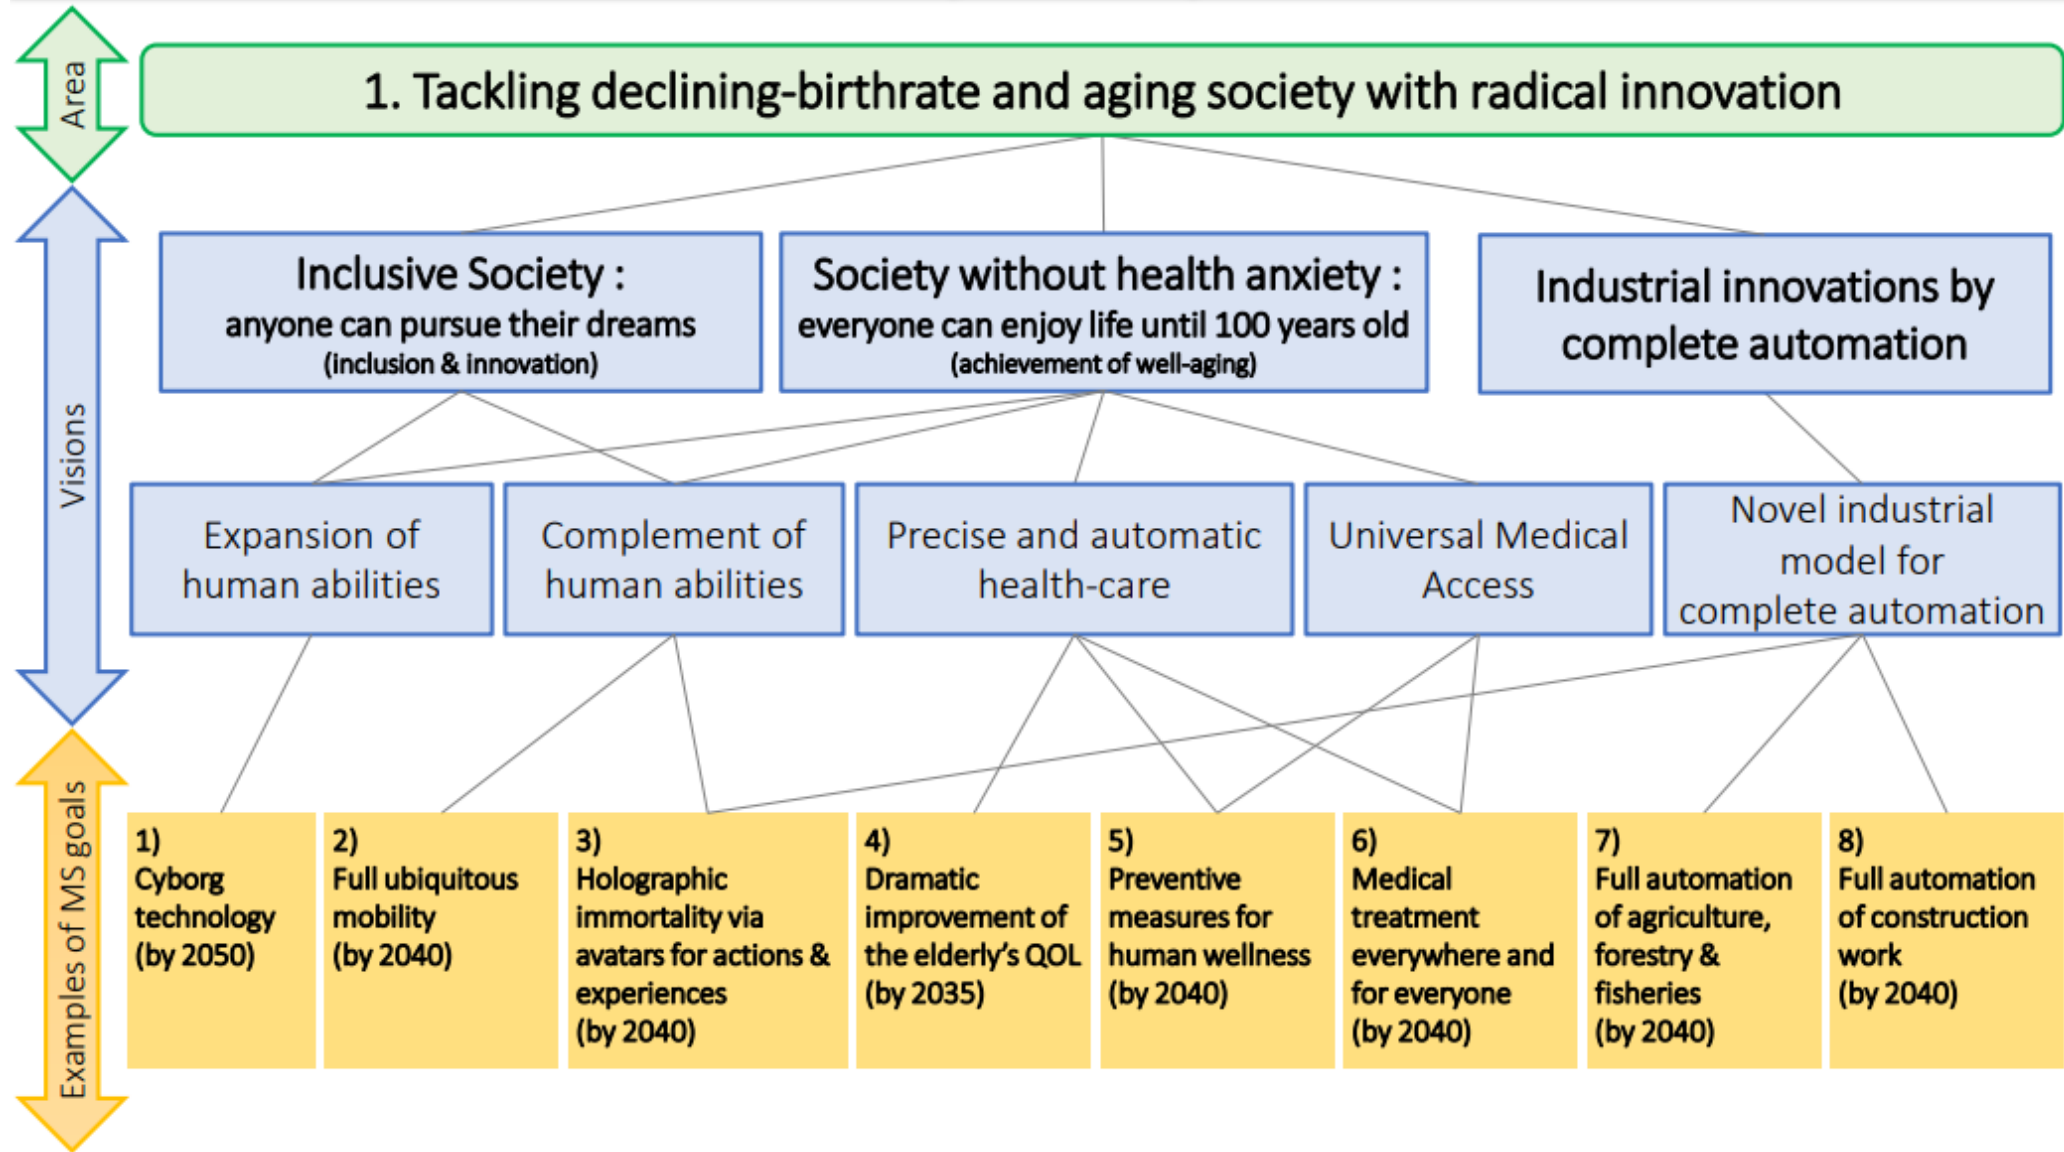 Area
1. Tackling declining-birthrate and aging society with radical innovation
Visions
Inclusive Society :
anyone can pursue their dreams
(inclusion & innovation)
Society without health anxiety :
everyone can enjoy life until 100 years old
(achievement of well-aging)
Industrial innovations by
complete automation
Expansion of
human abilities
Complement of
human abilities
Precise and automatic
health-care
Universal Medical
Access
Novel industrial
model for
complete automation
Examples of MS goals
1)
Cyborg
technology
(by 2050)
2)
Full ubiquitous
mobility
(by 2040)
3)
Holographic
immortality via
avatars for actions &
experiences
(by 2040)
4)
Dramatic
improvement of
the elderly's QOL
(by 2035)
5)
Preventive
measures for
human wellness
(by 2040)
6)
Medical
treatment
everywhere and
for everyone
(by 2040)
7)
Full automation
of agriculture,
forestry &
fisheries
(by 2040)
8)
Full automation
of construction
work
(by 2040)